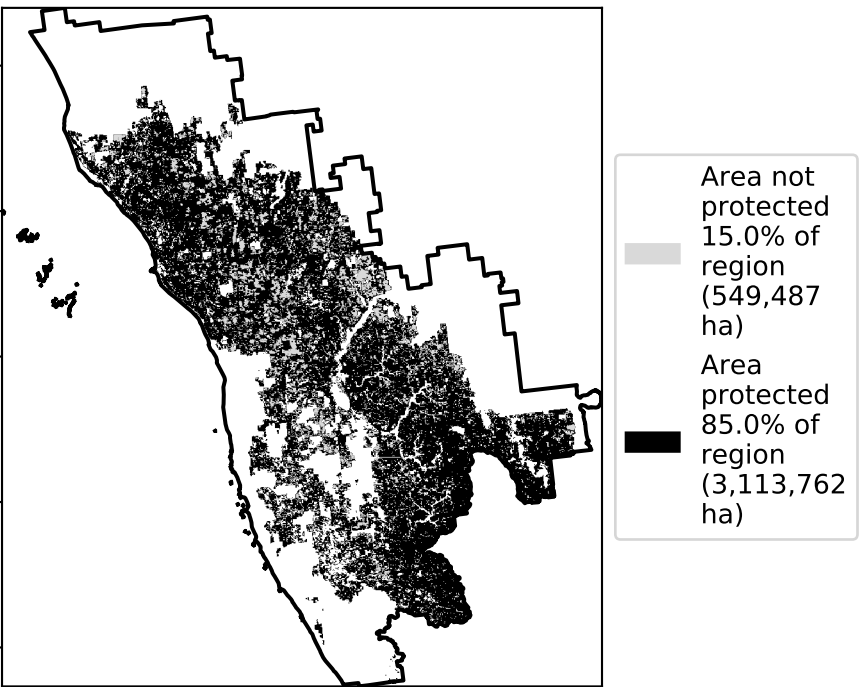 Area not
protected
15.0% of
region
(549,487
ha)
Area
protected
85.0% of
region
(3,113,762
ha)